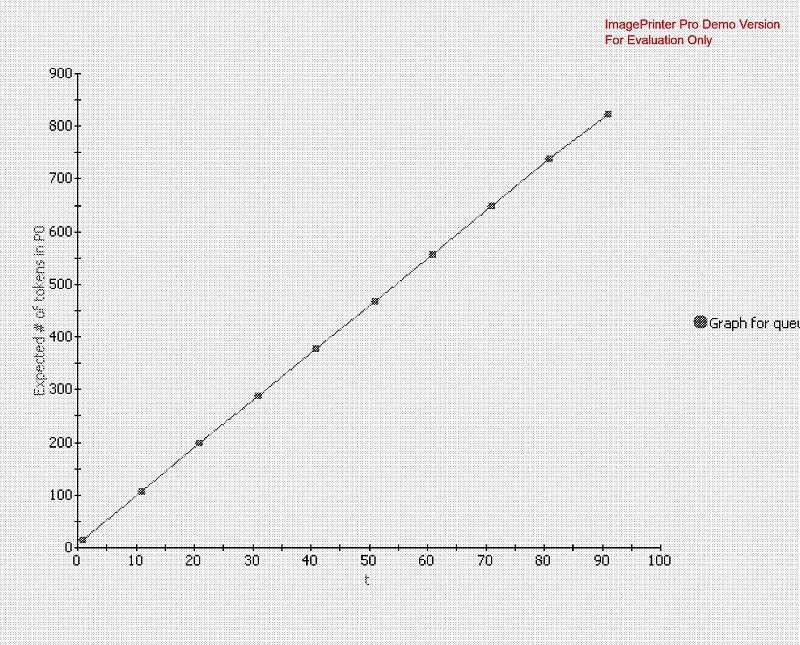 ImagePrinter Pro Demo Version
For Evaluation Only
900
800
700
600
500
400
300
200
100
0
Expected # of tokens in P0
0 10 20 30 40 50 60 70 80 90 100
t
Graph for que